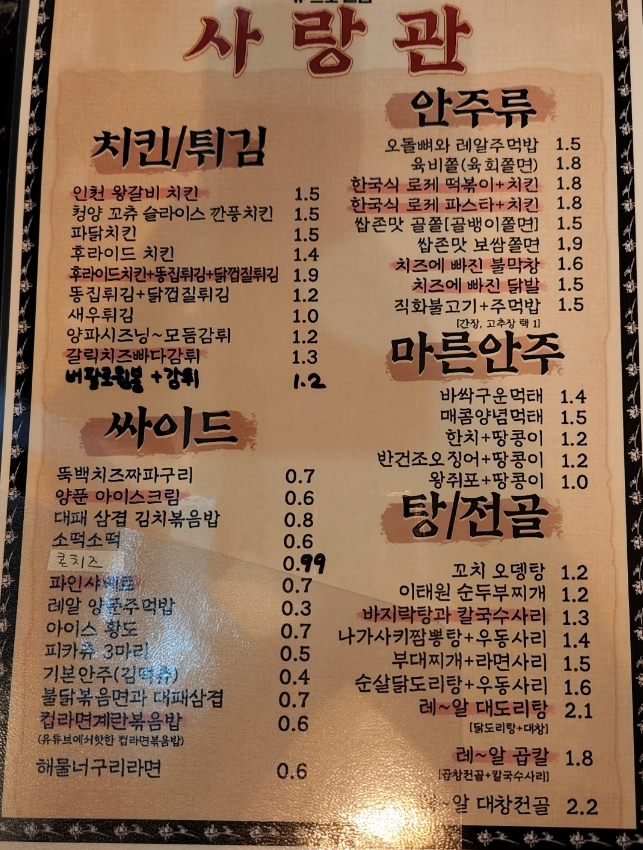 사랑관
치킨/튀김
인천 왕갈비 치킨 1.5
청양 꼬츄 슬라이스 깐풍치킨 1.5
파닭치킨 1.5
후라이드 치킨 1.4
후라이드치킨+똥집튀김+닭껍질튀김 1.9
똥집튀김+닭껍질튀김 1.2
새우튀김 1.0
양파시즈닝~모듬감튀 1.2
갈릭치즈빠다감튀 1.3
버팔로윙봉 + 감튀 1.2
싸이드
뚝백치즈짜파구리 0.7
양푼 아이스크림 0.6
대패 삼겹 김치볶음밥 0.8
소떡소떡 0.6
콘치즈 0.99
파인샤베트 0.7
레알 양푼주먹밥 0.3
아이스 황도 0.7
피카츄 3마리 0.5
기본안주(김떡츄) 0.4
불닭볶음면과 대패삼겹 0.7
컵라면계란볶음밥 0.6
(유튜브에서핫한 컵라면볶음밥)
해물너구리라면 0.6
안주류
오돌뼈와 레알주먹밥 1.5
육비쫄(육회쫄면) 1.8
한국식 로케 떡볶이+치킨 1.8
한국식 로케 파스타+치킨 1.8
쌉존맛 골쫄[골뱅이쫄면] 1.5
쌉존맛 보쌈쫄면 1.9
치즈에 빠진 불막창 1.6
치즈에 빠진 닭발 1.5
직화불고기+주먹밥 1.5
[간장, 고추장 택 1]
마른안주
바싹구운먹태 1.4
매콤양념먹태 1.5
한치+땅콩이 1.2
반건조오징어+땅콩이 1.2
왕쥐포+땅콩이 1.0
탕/전골
꼬치 오뎅탕 1.2
이태원 순두부찌개 1.2
바지락탕과 칼국수사리 1.3
나가사키짬뽕탕+우동사리 1.4
부대찌개+라면사리 1.5
순살닭도리탕+우동사리 1.6
레~알 대도리탕 2.1
[닭도리탕+대창]
레~알 곱칼 1.8
[곱창전골+칼국수사리]
~알 대창전골 2.2